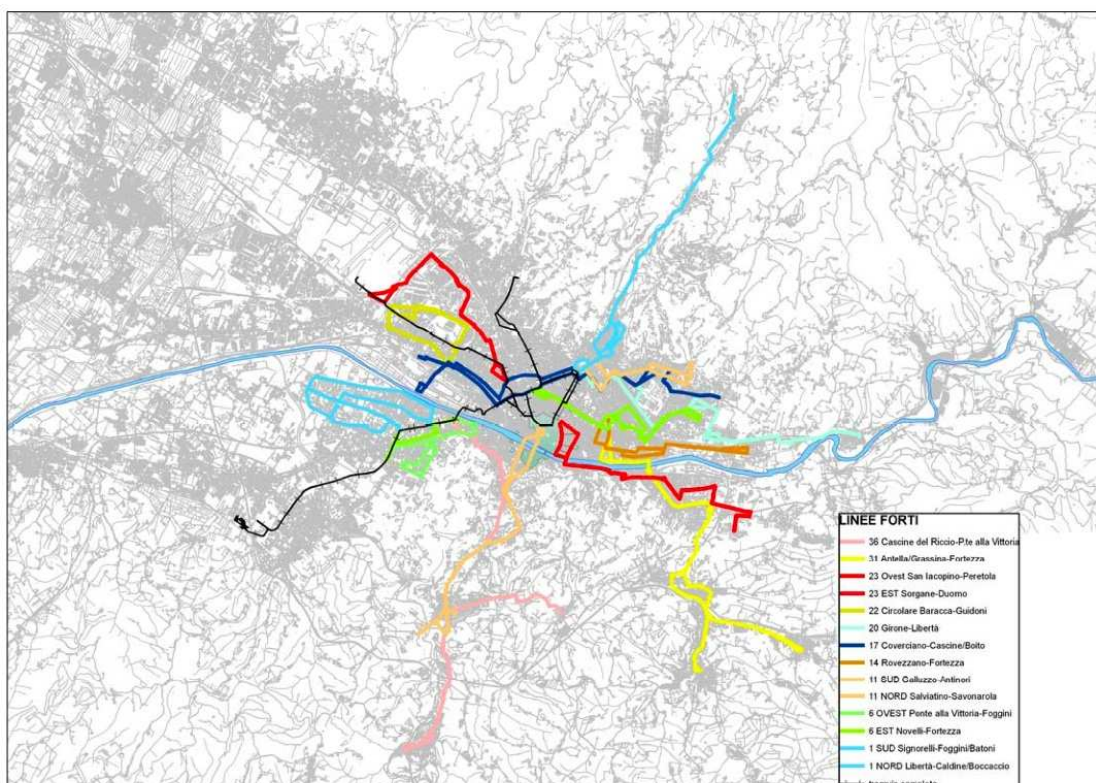 LINEE FORTI
36 Cascine del Riccio-P.te alla Vittoria
31 Antella/Grassina-Fortezza
23 Ovest San Iacopino-Peretola
23 EST Sorgane-Duomo
22 Circolare Baracca-Guidoni
20 Girone-Libertà
17 Coverciano-Cascine/Boito
14 Rovezzano-Fortezza
11 SUD Galluzzo-Antinori
11 NORD Salviatino-Savonarola
6 OVEST Ponte alla Vittoria-Foggini
6 EST Novelli-Fortezza
1 SUD Signorelli-Foggini/Batoni
1 NORD Libertà-Caldine/Boccaccio